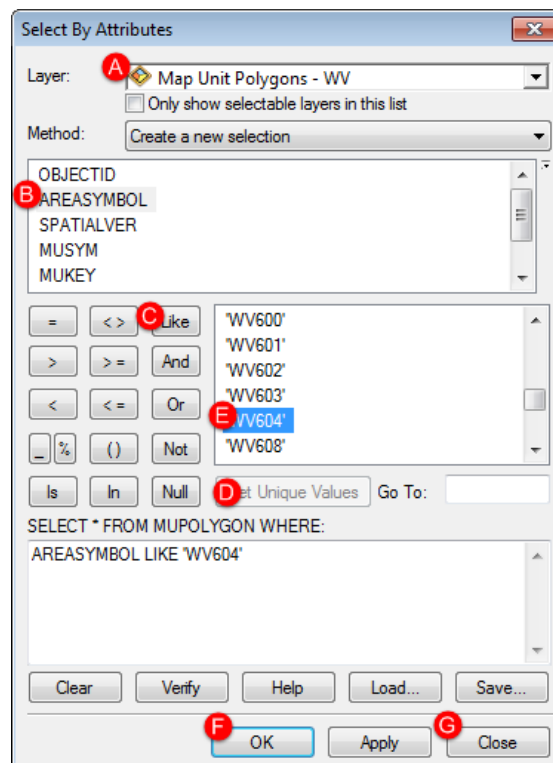 Select By Attributes
Layer: A Map Unit Polygons - WV
Only show selectable layers in this list
Method: Create a new selection
OBJECTID
B AREASYMBOL
SPATIALVER
MUSYM
MUKEY
= < > C Like 'WV600'
'WV601'
> > = And 'WV602'
'WV603'
< < = Or E 'WV604'
_ % () Not 'WV608'
Is In Null D Get Unique Values Go To:
SELECT * FROM MUPOLYGON WHERE:
AREASYMBOL LIKE 'WV604'
Clear Verify Help Load... Save...
F G
OK Apply Close